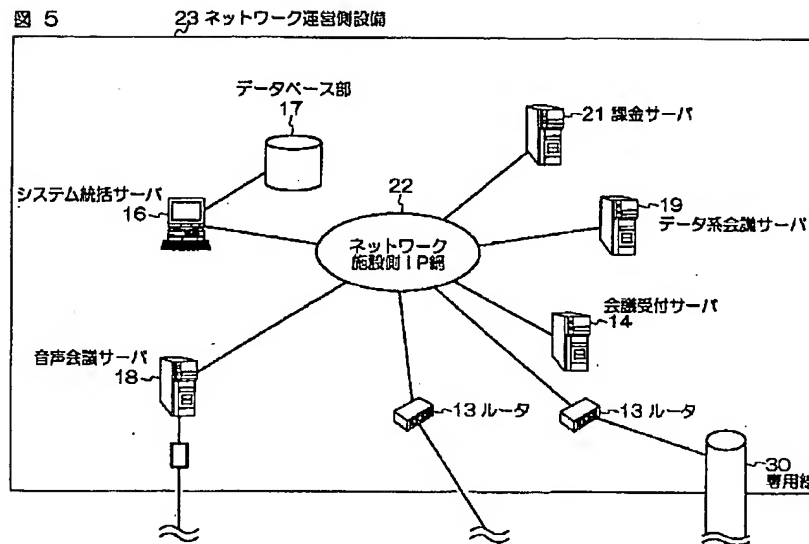 図 5
23 ネットワーク運営側設備
データベース部
17
21 課金サーバ
システム統括サーバ
16
22
19
データ系会議サーバ
ネットワーク
施設側IP網
会議受付サーバ
14
音声会議サーバ
18
13 ルータ
13 ルータ
30
専用線